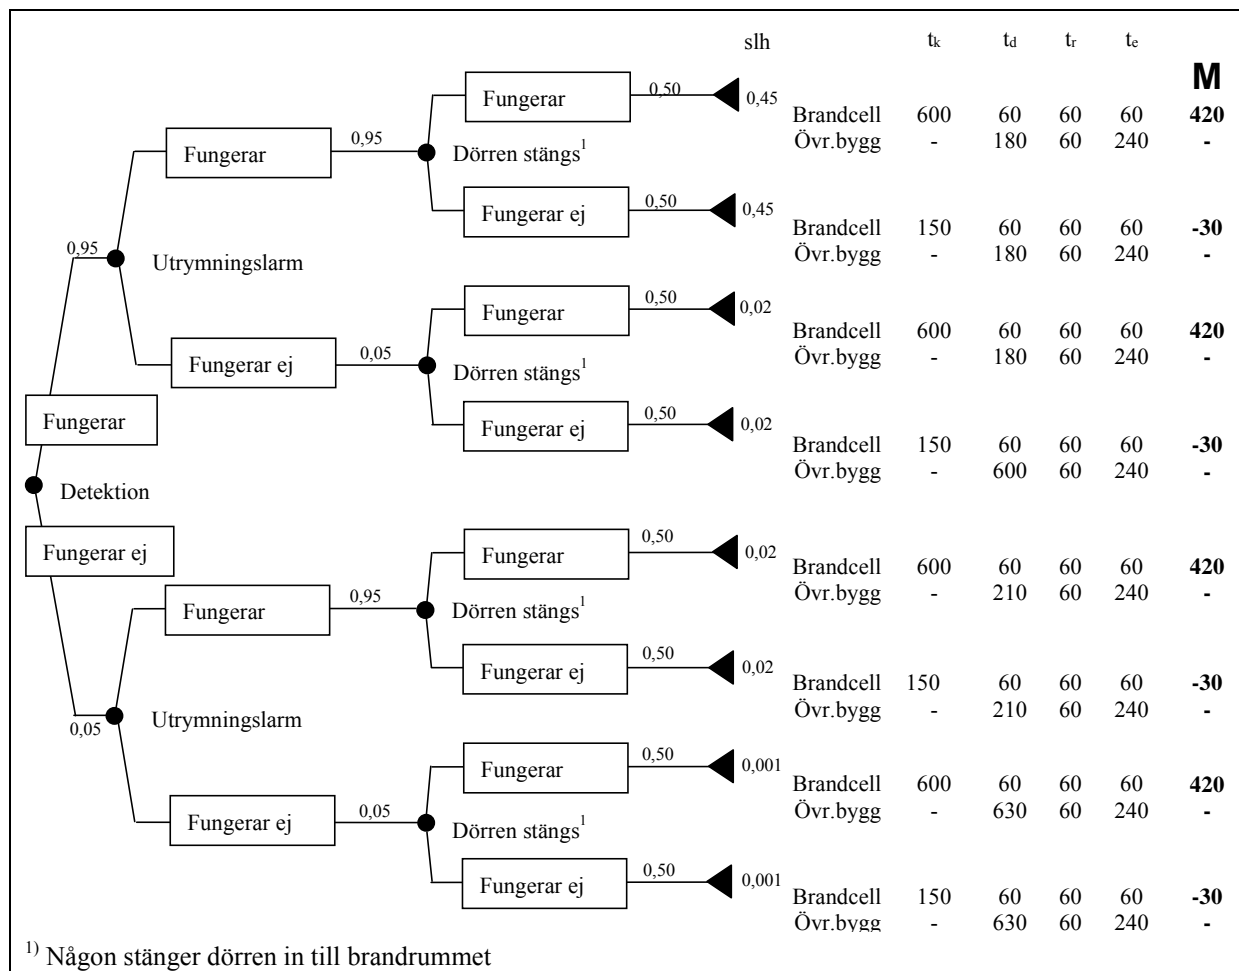 slh tk td tr te
M
Fungerar 0,50 0,45
Brandcell 600 60 60 60 420
Fungerar 0,95 Dörren stängs1
Övr.bygg - 180 60 240 -
Fungerar ej 0,50 0,45
Brandcell 150 60 60 60 -30
0,95 Utrymningslarm
Övr.bygg - 180 60 240 -
Fungerar 0,50 0,02
Brandcell 600 60 60 60 420
Fungerar ej 0,05 Dörren stängs1
Övr.bygg - 180 60 240 -
Fungerar
Fungerar ej 0,50 0,02
Brandcell 150 60 60 60 -30
Övr.bygg - 600 60 240 -
Detektion
Fungerar ej
Fungerar 0,50 0,02
Brandcell 600 60 60 60 420
Övr.bygg - 210 60 240 -
Fungerar 0,95 Dörren stängs1
Fungerar ej 0,50 0,02
Brandcell 150 60 60 60 -30
Övr.bygg - 210 60 240 -
0,05 Utrymningslarm
Fungerar 0,50 0,001
Brandcell 600 60 60 60 420
Övr.bygg - 630 60 240 -
Fungerar ej 0,05 Dörren stängs1
Fungerar ej 0,50 0,001
Brandcell 150 60 60 60 -30
Övr.bygg - 630 60 240 -
1) Någon stänger dörren in till brandrummet